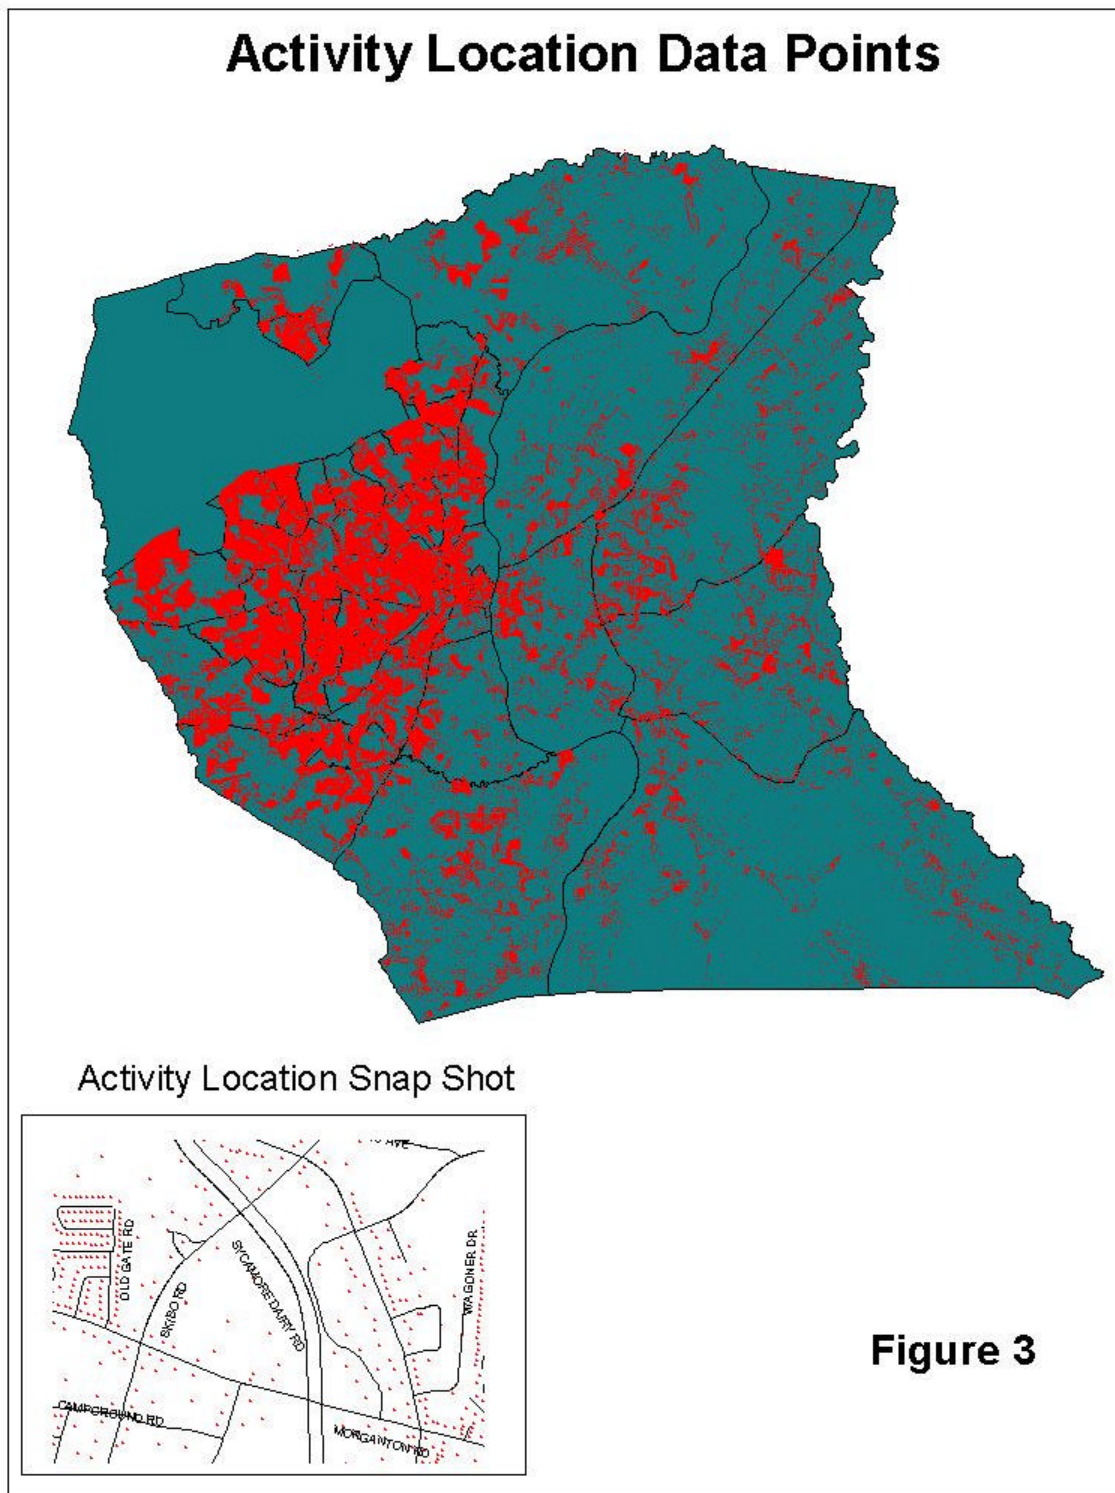 Activity Location Data Points
Activity Location Snap Shot
AVE
OLD GATE RD
SKIBO RD
SYCAMORE DAIRY RD
WAGONER DR
CAMPGROUND RD
MORGANTON RD
Figure 3